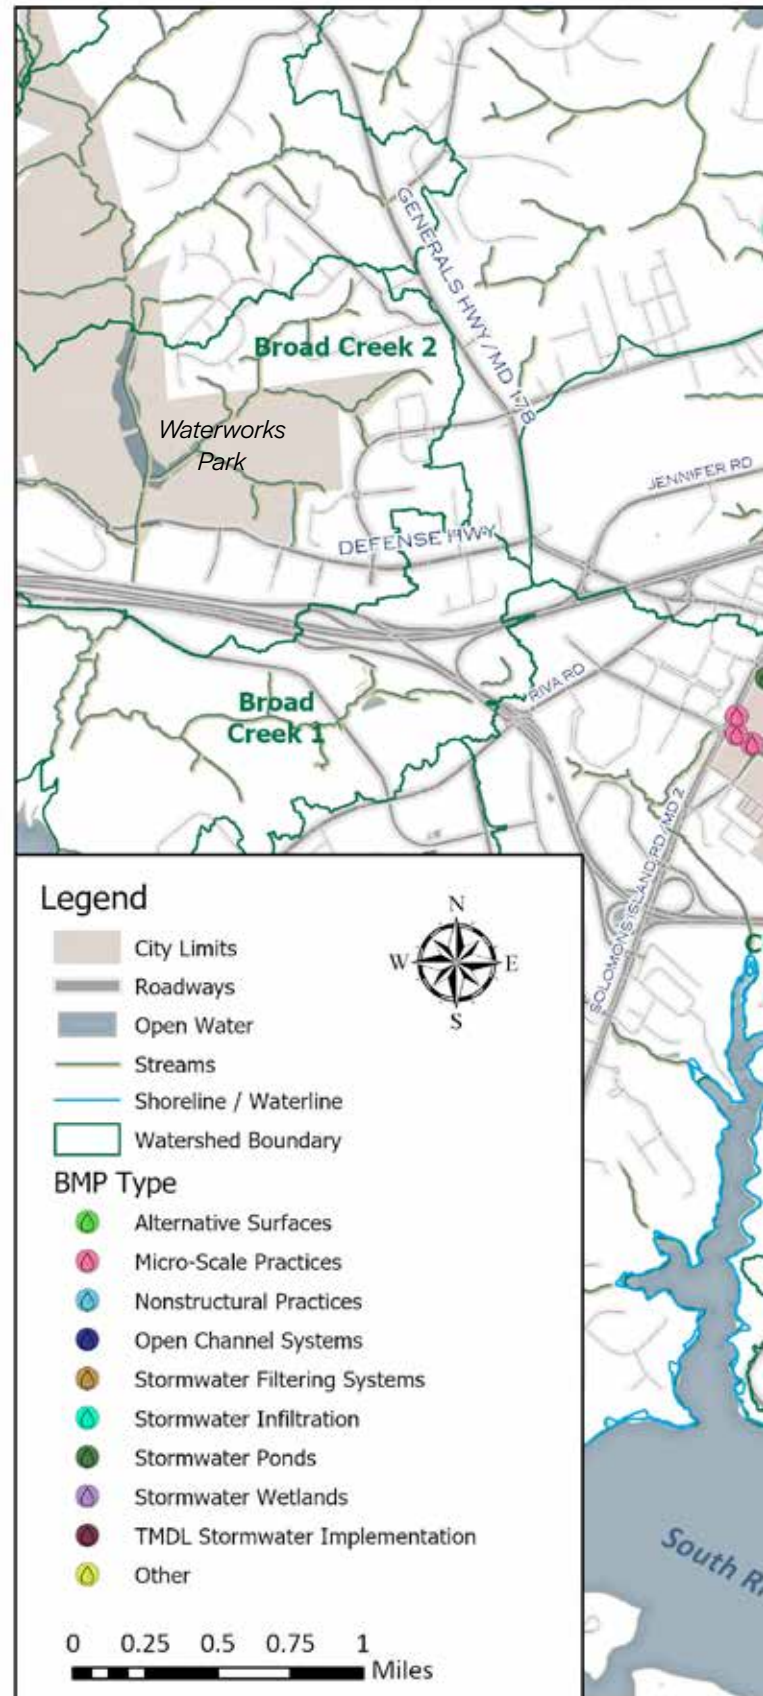 GENERALS HWY / MD 178
Broad Creek 2
Waterworks
Park
JENNIFER RD
DEFENSE HWY
RIVA RD
Broad
Creek 1
SOLOMONS ISLAND RD / MD 2
C
Legend
N
W
E
S
City Limits
Roadways
Open Water
Streams
Shoreline / Waterline
Watershed Boundary
BMP Type
Alternative Surfaces
Micro-Scale Practices
Nonstructural Practices
Open Channel Systems
Stormwater Filtering Systems
Stormwater Infiltration
Stormwater Ponds
Stormwater Wetlands
TMDL Stormwater Implementation
Other
South Ri
0 0.25 0.5 0.75 1
Miles